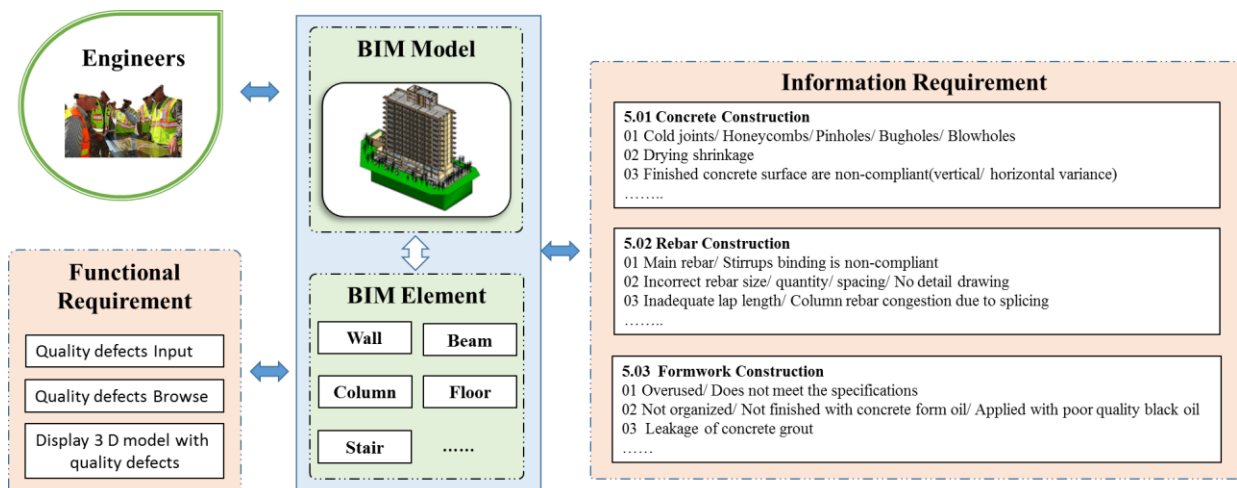 Engineers
BIM Model
Functional
Requirement
Quality defects Input
Quality defects Browse
Display 3 D model with
quality defects
BIM Element
Wall
Beam
Column
Floor
Stair
......
Information Requirement
5.01 Concrete Construction
01 Cold joints/ Honeycombs/ Pinholes/ Bugholes/ Blowholes
02 Drying shrinkage
03 Finished concrete surface are non-compliant(vertical/ horizontal variance)
……..
5.02 Rebar Construction
01 Main rebar/ Stirrups binding is non-compliant
02 Incorrect rebar size/ quantity/ spacing/ No detail drawing
03 Inadequate lap length/ Column rebar congestion due to splicing
……..
5.03 Formwork Construction
01 Overused/ Does not meet the specifications
02 Not organized/ Not finished with concrete form oil/ Applied with poor quality black oil
03 Leakage of concrete grout
……